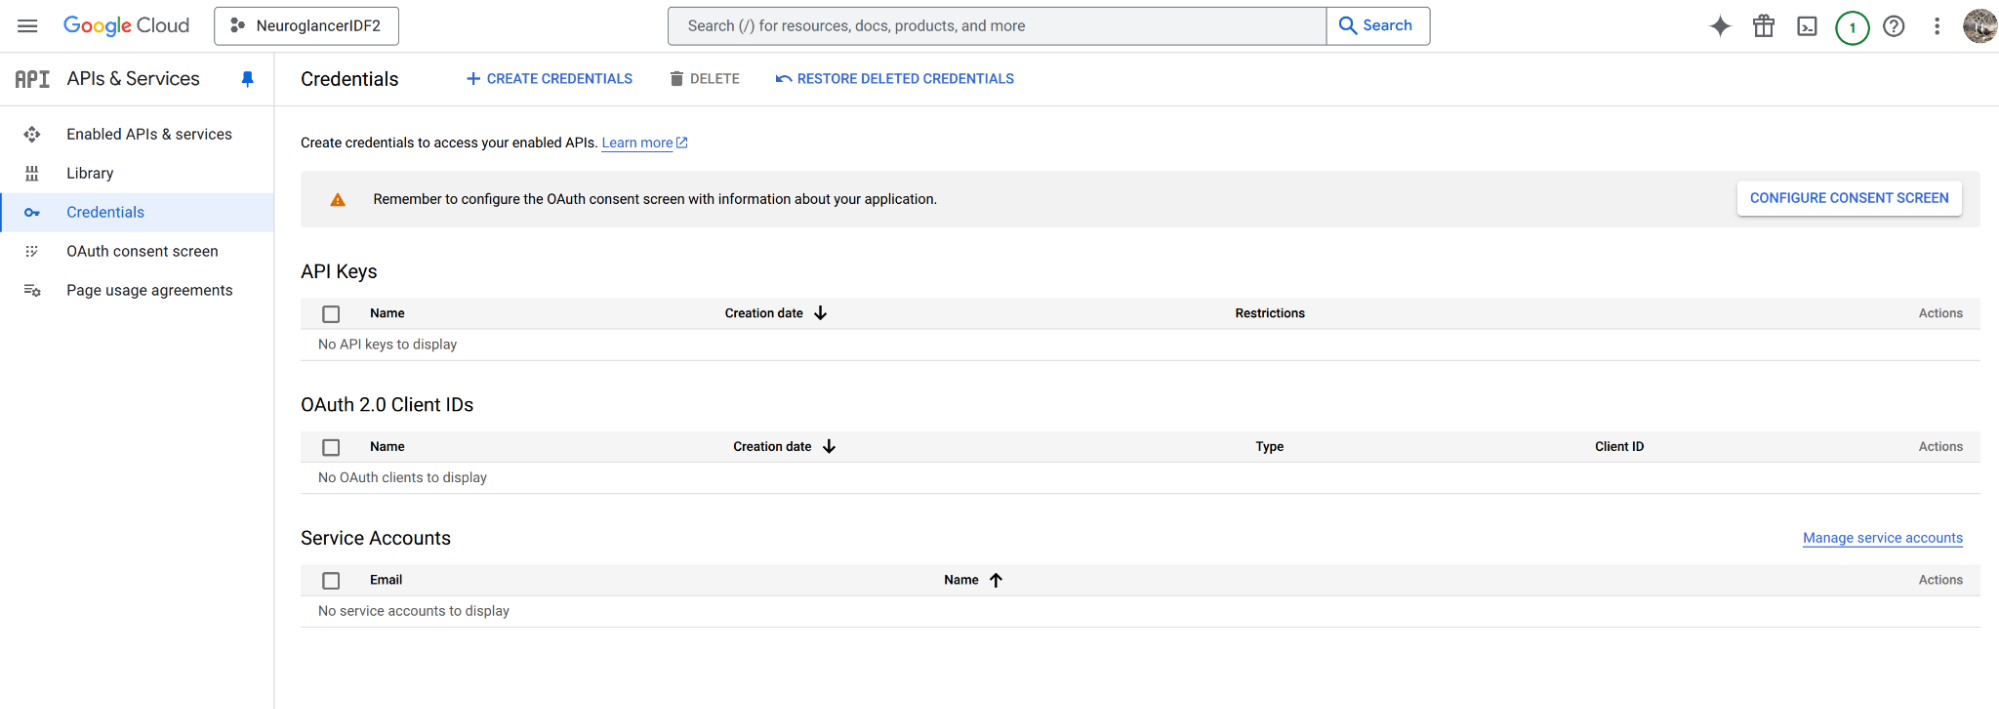 Google Cloud
NeuroglancerIDF2
Search (/) for resources, docs, products, and more
Search
1
API
APIs & Services
Credentials
CREATE CREDENTIALS
DELETE
RESTORE DELETED CREDENTIALS
Enabled APIs & services
Library
Credentials
OAuth consent screen
Page usage agreements
Create credentials to access your enabled APIs. Learn more
Remember to configure the OAuth consent screen with information about your application.
CONFIGURE CONSENT SCREEN
API Keys
Name Creation date Restrictions Actions
No API keys to display
OAuth 2.0 Client IDs
Name Creation date Type Client ID Actions
No OAuth clients to display
Service Accounts
Manage service accounts
Email Name Actions
No service accounts to display